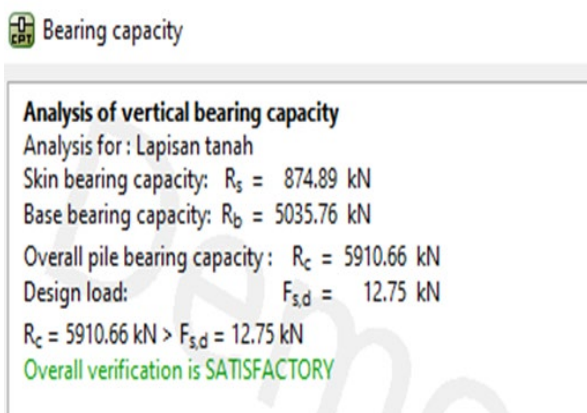 CPT
Bearing capacity
Analysis of vertical bearing capacity
Analysis for : Lapisan tanah
Skin bearing capacity: Rs = 874.89 kN
Base bearing capacity: Rb = 5035.76 kN
Overall pile bearing capacity : Rc = 5910.66 kN
Design load: Fs,d = 12.75 kN
Rc = 5910.66 kN > Fs,d = 12.75 kN
Overall verification is SATISFACTORY
Demo